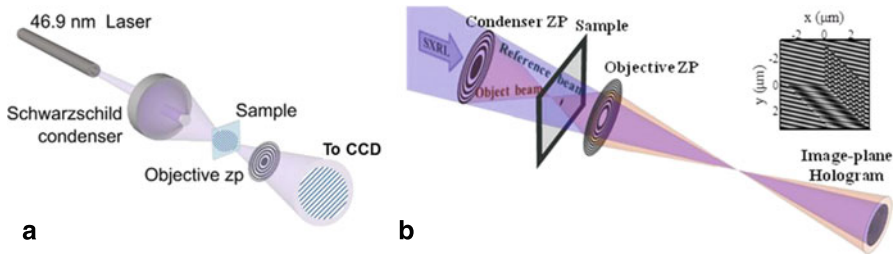 46.9 nm Laser
Schwarzschild
condenser
Sample
To CCD
Objective zp
a
b
Condenser ZP
Sample
SXRL
Reference beam
Object beam
Objective ZP
x (μm)
-2 0 2
y (μm)
-2
0
2
Image-plane
Hologram